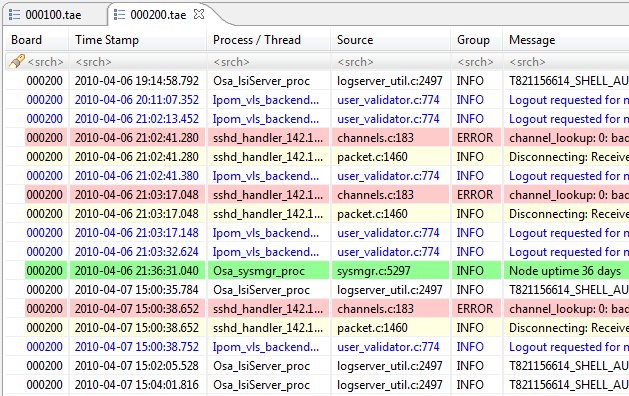 000100.tae 000200.tae
Board Time Stamp Process / Thread Source Group Message
<srch> <srch> <srch> <srch> <srch> <srch>
000200 2010-04-06 19:14:58.792 Osa_lsiServer_proc logserver_util.c:2497 INFO T821156614_SHELL_AU
000200 2010-04-06 20:11:07.352 Ipom_vls_backend... user_validator.c:774 INFO Logout requested for n
000200 2010-04-06 21:02:13.452 Ipom_vls_backend... user_validator.c:774 INFO Logout requested for n
000200 2010-04-06 21:02:41.280 sshd_handler_142.1... channels.c:183 ERROR channel_lookup: 0: bad
000200 2010-04-06 21:02:41.280 sshd_handler_142.1... packet.c:1460 INFO Disconnecting: Receive
000200 2010-04-06 21:02:41.380 Ipom_vls_backend... user_validator.c:774 INFO Logout requested for n
000200 2010-04-06 21:03:17.048 sshd_handler_142.1... channels.c:183 ERROR channel_lookup: 0: bad
000200 2010-04-06 21:03:17.048 sshd_handler_142.1... packet.c:1460 INFO Disconnecting: Receive
000200 2010-04-06 21:03:17.148 Ipom_vls_backend... user_validator.c:774 INFO Logout requested for n
000200 2010-04-06 21:03:32.624 Ipom_vls_backend... user_validator.c:774 INFO Logout requested for n
000200 2010-04-06 21:36:31.040 Osa_sysmgr_proc sysmgr.c:5297 INFO Node uptime 36 days
000200 2010-04-07 15:00:35.784 Osa_lsiServer_proc logserver_util.c:2497 INFO T821156614_SHELL_AU
000200 2010-04-07 15:00:38.652 sshd_handler_142.1... channels.c:183 ERROR channel_lookup: 0: bad
000200 2010-04-07 15:00:38.652 sshd_handler_142.1... packet.c:1460 INFO Disconnecting: Receive
000200 2010-04-07 15:00:38.752 Ipom_vls_backend... user_validator.c:774 INFO Logout requested for n
000200 2010-04-07 15:02:05.528 Osa_lsiServer_proc logserver_util.c:2497 INFO T821156614_SHELL_AU
000200 2010-04-07 15:04:01.816 Osa_lsiServer_proc logserver_util.c:2497 INFO T821156614_SHELL_AU